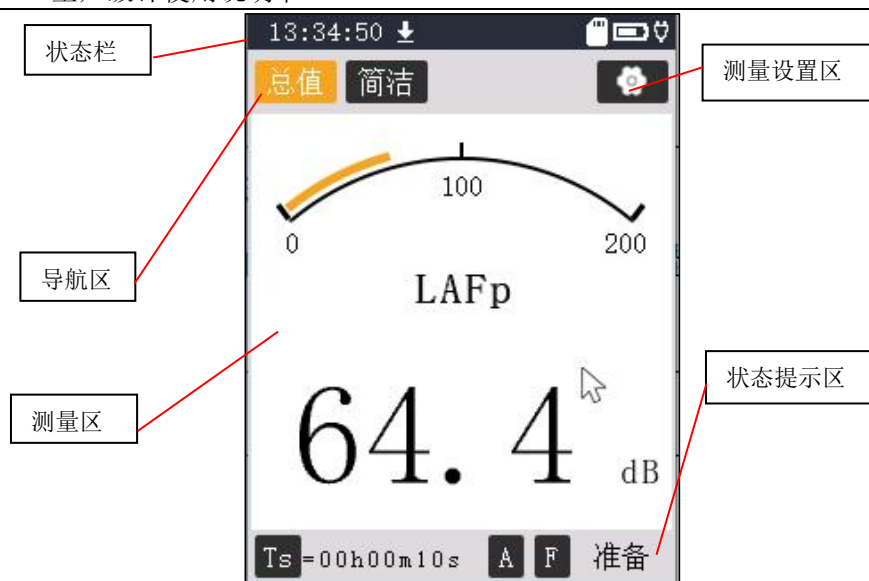 13:34:50
状态栏
总值 简洁
测量设置区
100
0
200
导航区
LAFp
状态提示区
测量区
64.4
dB
Ts=00h00m10s A F 准备